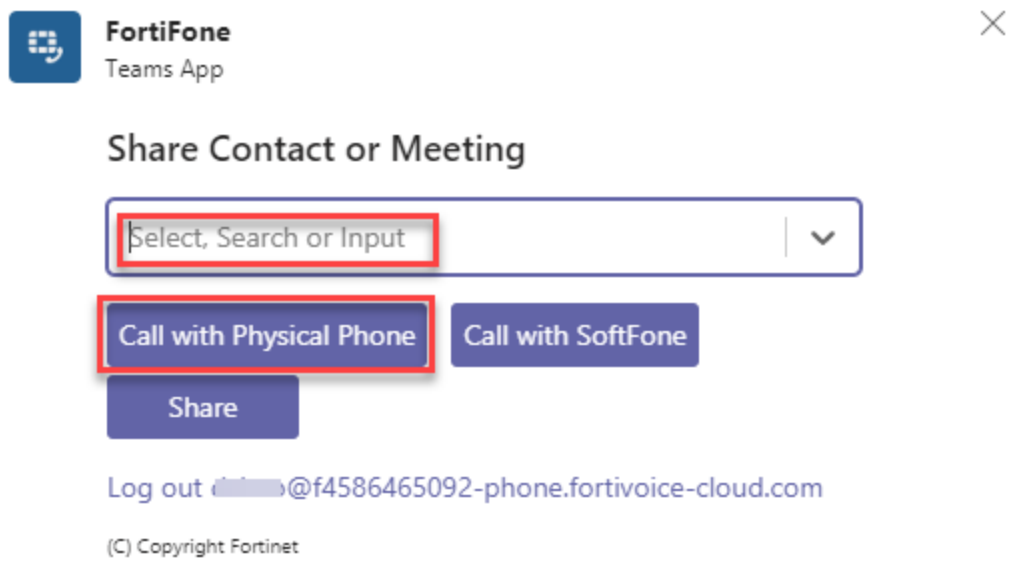 FortiFone
Teams App
Share Contact or Meeting
Select, Search or Input
Call with Physical Phone Call with SoftFone
Share
Log out @f4586465092-phone.fortivoice-cloud.com
(C) Copyright Fortinet